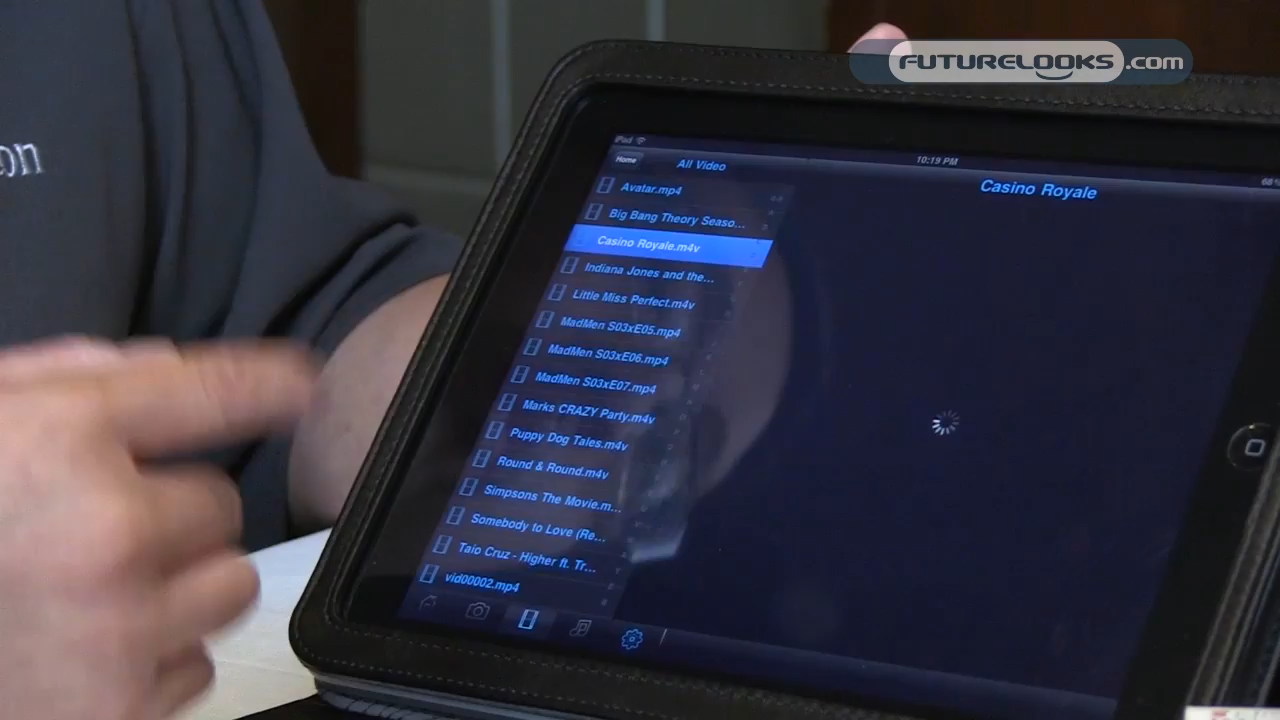 FUTURELOOKS.com
on
iPad
10:19 PM
68
Home
All Video
Casino Royale
Avatar.mp4
Big Bang Theory Seaso...
Casino Royale.m4v
Indiana Jones and the...
Little Miss Perfect.m4v
MadMen S03xE05.mp4
MadMen S03xE06.mp4
MadMen S03xE07.mp4
Marks CRAZY Party.m4v
Puppy Dog Tales.m4v
Round & Round.m4v
Simpsons The Movie.m...
Somebody to Love (Re...
Taio Cruz - Higher ft. Tr...
vid00002.mp4